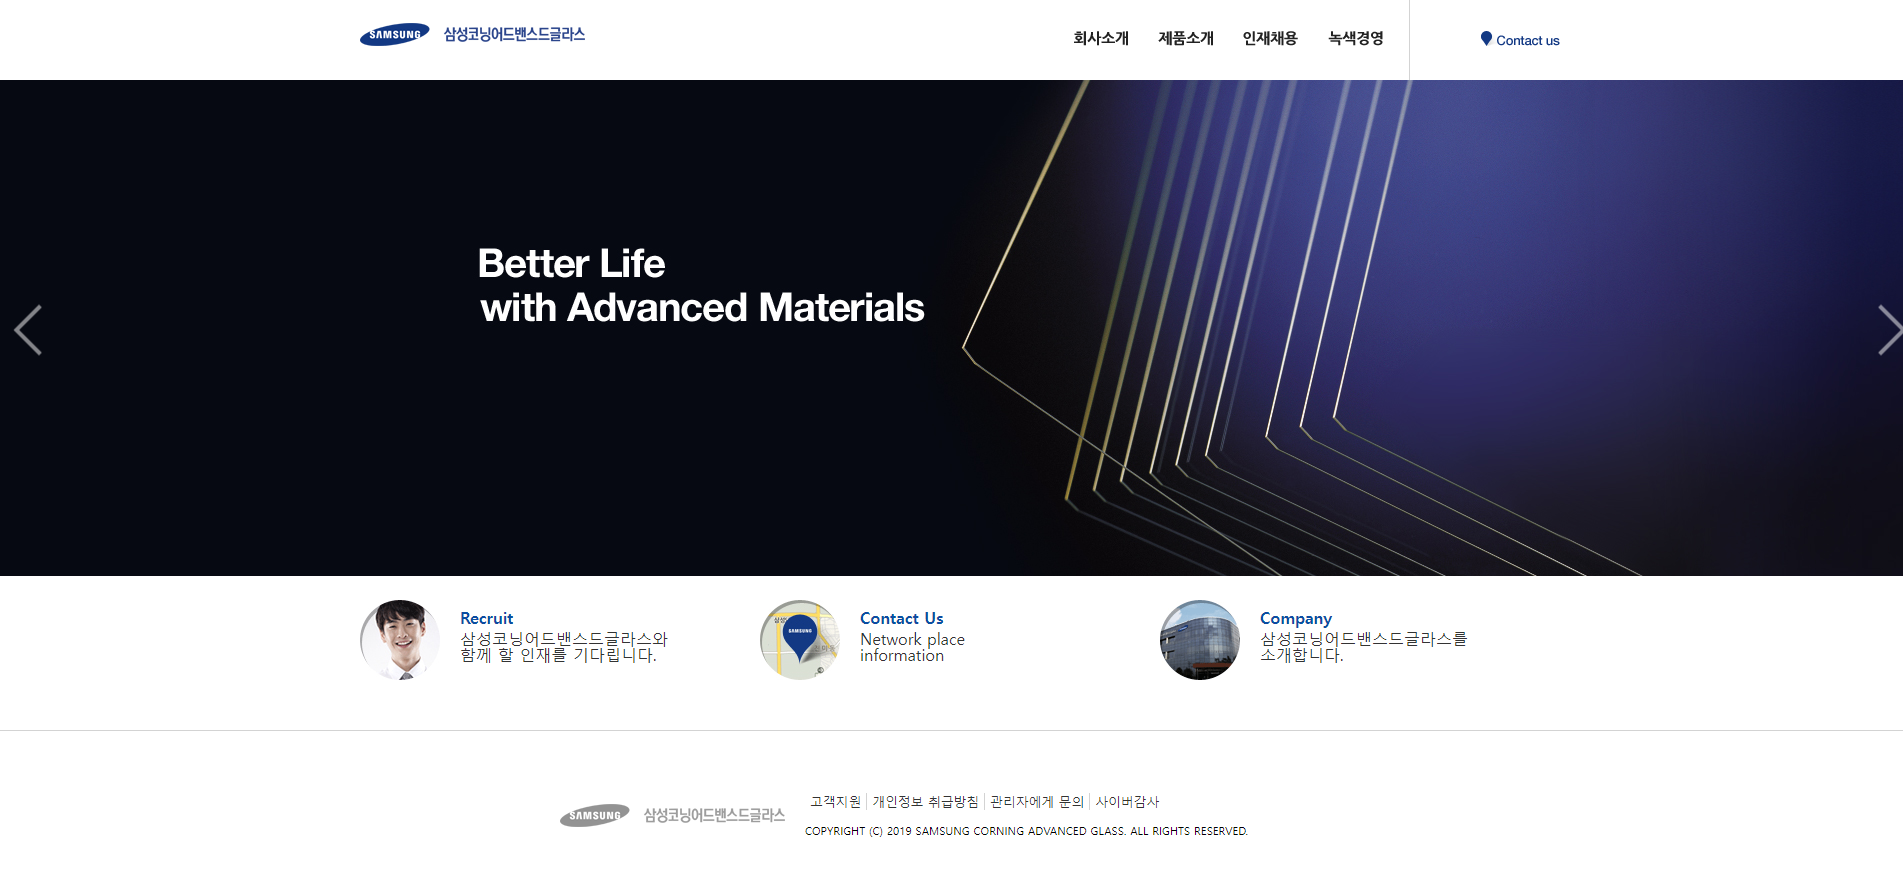 SAMSUNG 삼성코닝어드밴스드글라스
회사소개 제품소개 인재채용 녹색경영
Contact us
Better Life
with Advanced Materials
Recruit
삼성코닝어드밴스드글라스와
함께 할 인재를 기다립니다.
SAMSUNG
Contact Us
Network place
information
Company
삼성코닝어드밴스드글라스를
소개합니다.
SAMSUNG 삼성코닝어드밴스드글라스
고객지원 개인정보 취급방침 관리자에게 문의 사이버감사
COPYRIGHT (C) 2019 SAMSUNG CORNING ADVANCED GLASS. ALL RIGHTS RESERVED.